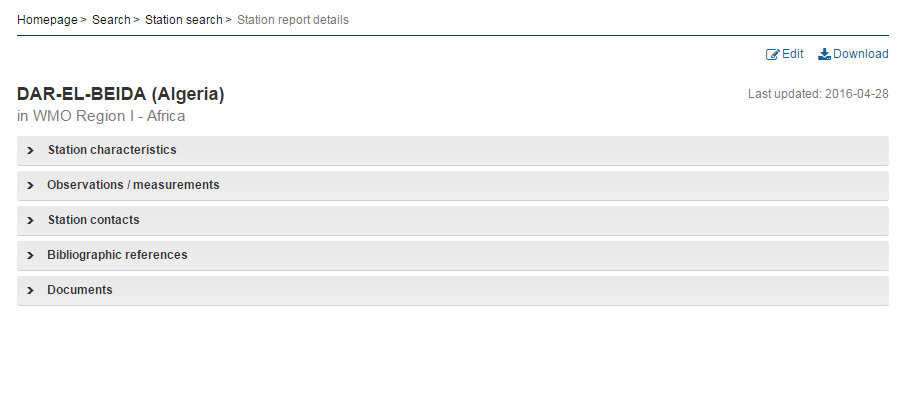 Homepage > Search > Station search > Station report details
Edit Download
DAR-EL-BEIDA (Algeria)
Last updated: 2016-04-28
in WMO Region I - Africa
Station characteristics
Observations / measurements
Station contacts
Bibliographic references
Documents